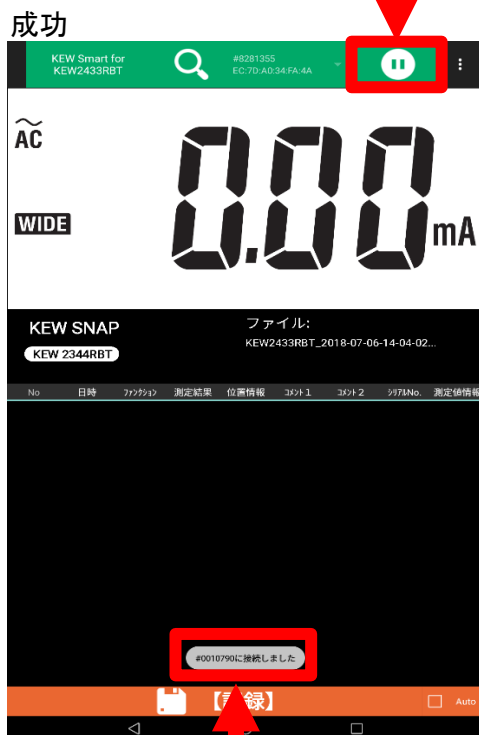 成功
KEW Smart for
KEW2433RBT
#8281355
EC:7D:A0:34:FA:4A
AC
WIDE
0.00 mA
KEW SNAP
KEW 2344RBT
ファイル:
KEW2433RBT_2018-07-06-14-04-02...
No 日時 ﾌｧﾝｸｼｮﾝ 測定結果 位置情報 ｺﾒﾝﾄ1 ｺﾒﾝﾄ2 ｼﾘｱﾙNo. 測定値情報
#0010790に接続しました
【録】
Auto